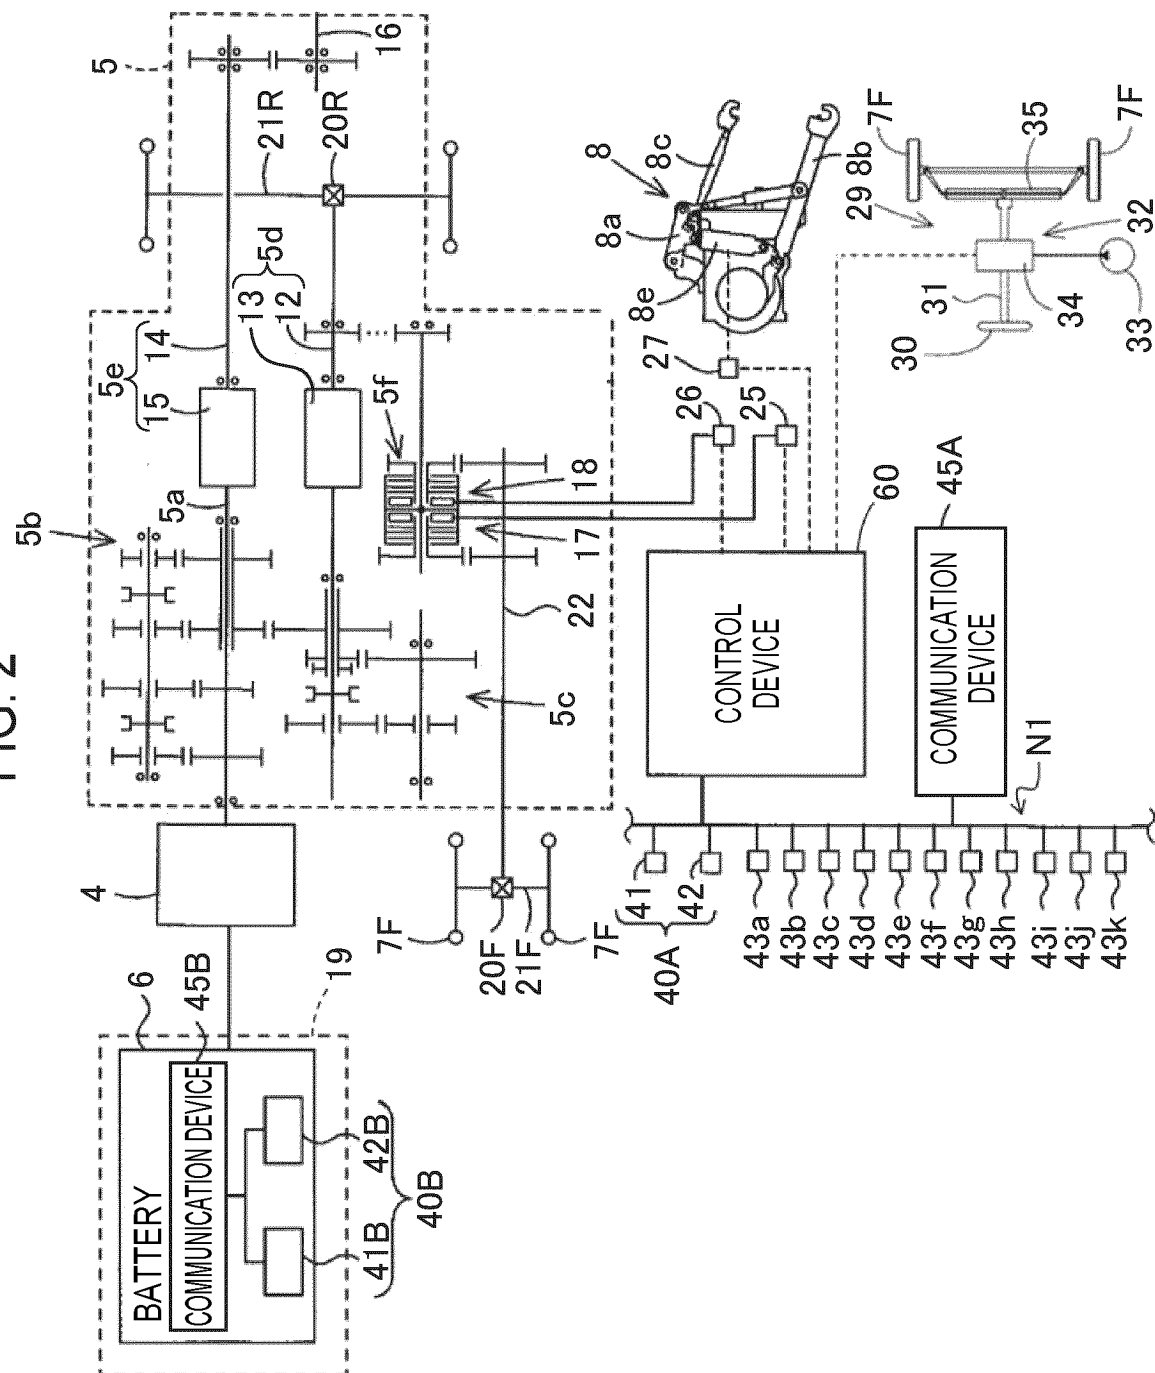 FIG. 2
BATTERY
COMMUNICATION DEVICE
6
45B
19
41B
42B
40B
4
5
5b
5a
5e
15
14
13
12
5d
5f
5c
17
18
22
16
21R
20R
7F
7F
20F
21F
8
8a
8b
8c
8e
27
26
25
CONTROL
DEVICE
60
COMMUNICATION
DEVICE
45A
N1
41
42
40A
43a
43b
43c
43d
43e
43f
43g
43h
43i
43j
43k
29
7F
7F
35
32
31
34
30
33